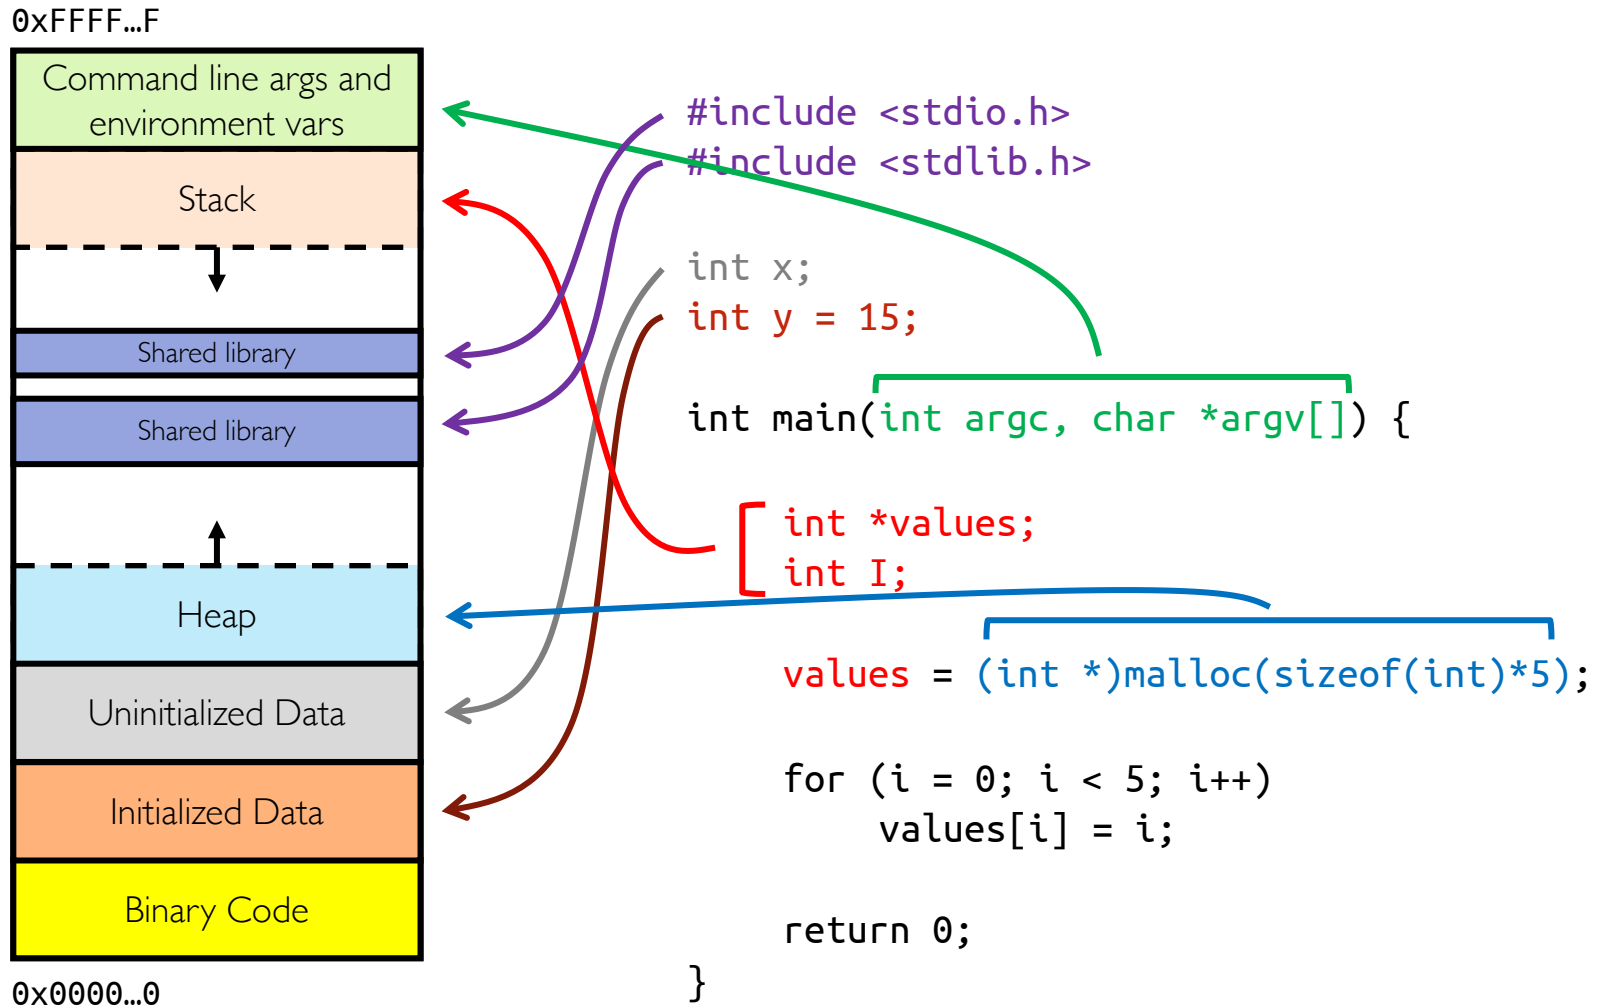 0xFFFF…F
Command line args and
environment vars
Stack
Shared library
Shared library
Heap
Uninitialized Data
Initialized Data
Binary Code
0x0000…0
#include <stdio.h>
#include <stdlib.h>
int x;
int y = 15;
int main(int argc, char *argv[]) {
int *values;
int I;
values = (int *)malloc(sizeof(int)*5);
for (i = 0; i < 5; i++)
values[i] = i;
return 0;
}